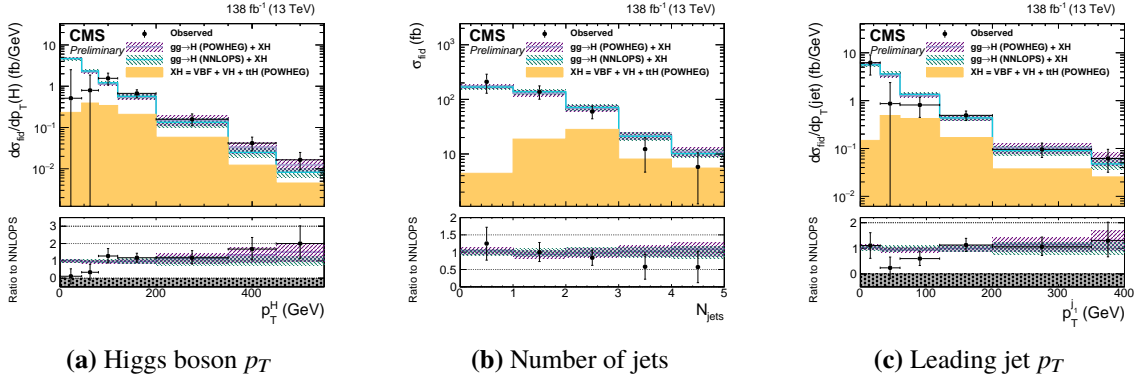 138 fb⁻¹ (13 TeV)
CMS
Preliminary
Observed
gg→H (POWHEG) + XH
gg→H (NNLOPS) + XH
XH = VBF + VH + ttH (POWHEG)
dσ_fid/dp_T(H) (fb/GeV)
10²
10
1
10⁻¹
10⁻²
Ratio to NNLOPS
3
2
1
0 200 400
p_T^H (GeV)
(a) Higgs boson p_T
138 fb⁻¹ (13 TeV)
CMS
Preliminary
Observed
gg→H (POWHEG) + XH
gg→H (NNLOPS) + XH
XH = VBF + VH + ttH (POWHEG)
σ_fid (fb)
10³
10²
10
Ratio to NNLOPS
2
1.5
1.0
0.5
0
0 1 2 3 4 5
N_jets
(b) Number of jets
138 fb⁻¹ (13 TeV)
CMS
Preliminary
Observed
gg→H (POWHEG) + XH
gg→H (NNLOPS) + XH
XH = VBF + VH + ttH (POWHEG)
dσ_fid/dp_T(jet) (fb/GeV)
10²
10
1
10⁻¹
10⁻²
Ratio to NNLOPS
2
1
0
0 100 200 300 400
p_T^j₁ (GeV)
(c) Leading jet p_T